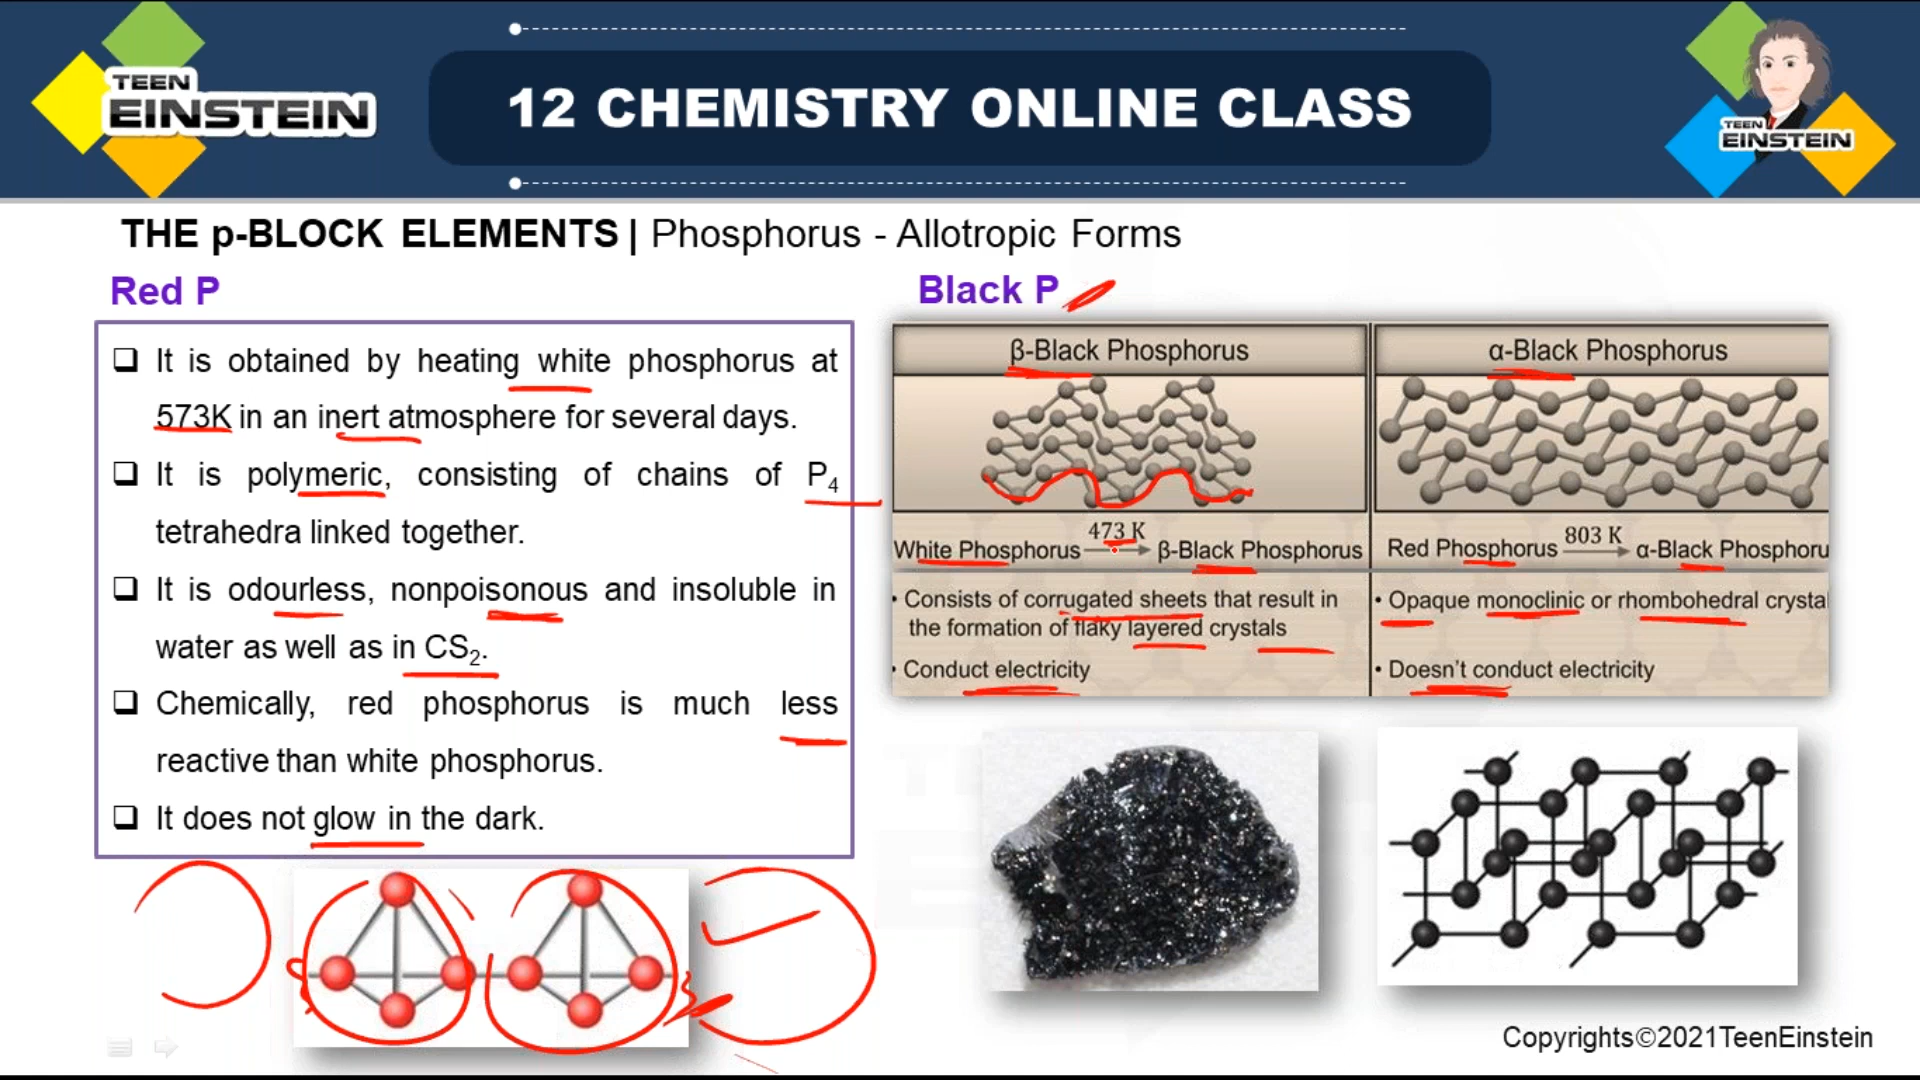 TEEN
EINSTEIN
12 CHEMISTRY ONLINE CLASS
TEEN
EINSTEIN
THE p-BLOCK ELEMENTS | Phosphorus - Allotropic Forms
Red P
❑ It is obtained by heating white phosphorus at
573K in an inert atmosphere for several days.
❑ It is polymeric, consisting of chains of P₄
tetrahedra linked together.
❑ It is odourless, nonpoisonous and insoluble in
water as well as in CS₂.
❑ Chemically, red phosphorus is much less
reactive than white phosphorus.
❑ It does not glow in the dark.
Black P
β-Black Phosphorus
473 K
White Phosphorus → β-Black Phosphorus
• Consists of corrugated sheets that result in
the formation of flaky layered crystals
• Conduct electricity
α-Black Phosphorus
803 K
Red Phosphorus → α-Black Phosphoru
• Opaque monoclinic or rhombohedral crysta
• Doesn't conduct electricity
Copyrights©2021TeenEinstein